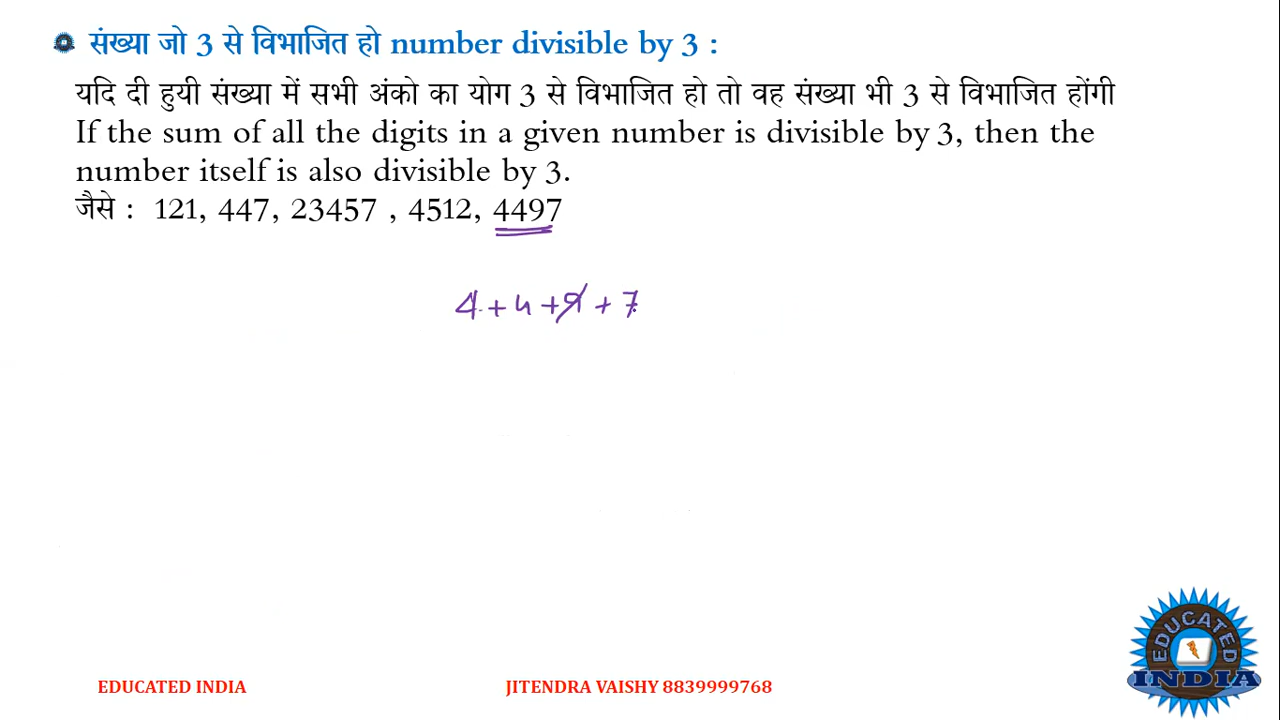 संख्या जो 3 से विभाजित हो number divisible by 3 :
यदि दी हुयी संख्या में सभी अंको का योग 3 से विभाजित हो तो वह संख्या भी 3 से विभाजित होंगी
If the sum of all the digits in a given number is divisible by 3, then the
number itself is also divisible by 3.
जैसे : 121, 447, 23457 , 4512, 4497
4 + 4 + 9 + 7
EDUCATED INDIA JITENDRA VAISHY 8839999768
EDUCATED
INDIA